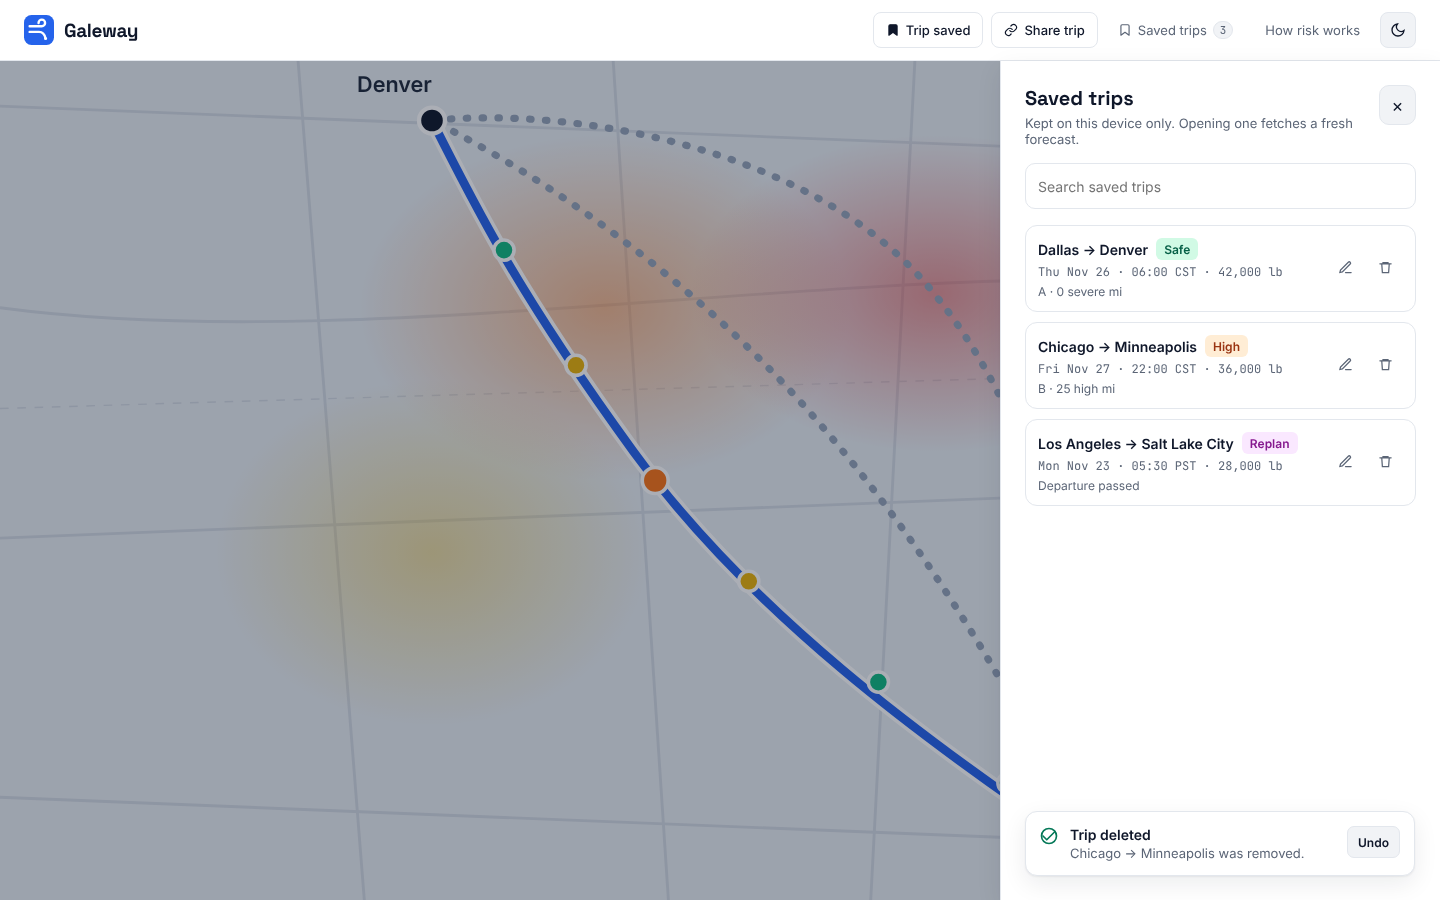 Galeway
Trip saved
Share trip
Saved trips 3
How risk works
Denver
Saved trips
Kept on this device only. Opening one fetches a fresh
forecast.
Search saved trips
Dallas → Denver Safe
Thu Nov 26 · 06:00 CST · 42,000 lb
A · 0 severe mi
Chicago → Minneapolis High
Fri Nov 27 · 22:00 CST · 36,000 lb
B · 25 high mi
Los Angeles → Salt Lake City Replan
Mon Nov 23 · 05:30 PST · 28,000 lb
Departure passed
Trip deleted
Chicago → Minneapolis was removed.
Undo